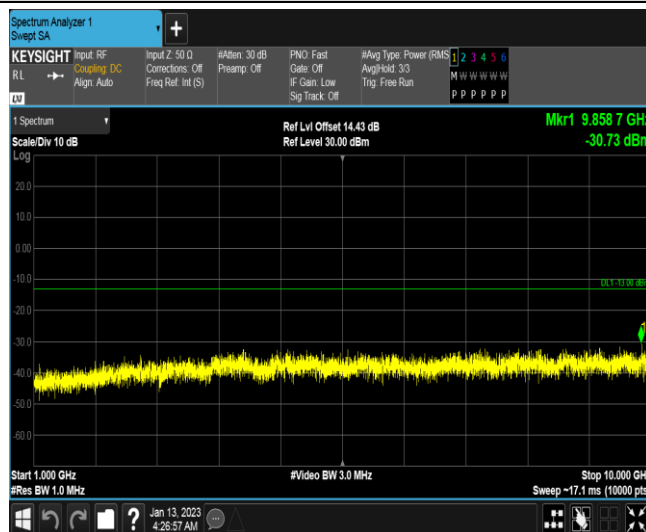 Spectrum Analyzer 1
Swept SA
KEYSIGHT
RL
LXI
Input: RF
Coupling: DC
Align: Auto
Input Z: 50 Ω
Corrections: Off
Freq Ref: Int (S)
#Atten: 30 dB
Preamp: Off
PNO: Fast
Gate: Off
IF Gain: Low
Sig Track: Off
#Avg Type: Power (RMS
Avg|Hold: 3/3
Trig: Free Run
1 2 3 4 5 6
M W W W W W
P P P P P P
1 Spectrum
Scale/Div 10 dB
Log
Ref Lvl Offset 14.43 dB
Ref Level 30.00 dBm
Mkr1 9.858 7 GHz
-30.73 dBm
20.0
10.0
0.00
-10.0
DL1 -13.00 dBm
-20.0
-30.0
1
-40.0
-50.0
-60.0
Start 1.000 GHz
#Res BW 1.0 MHz
#Video BW 3.0 MHz
Stop 10.000 GHz
Sweep ~17.1 ms (10000 pts
?
Jan 13, 2023
4:26:57 AM